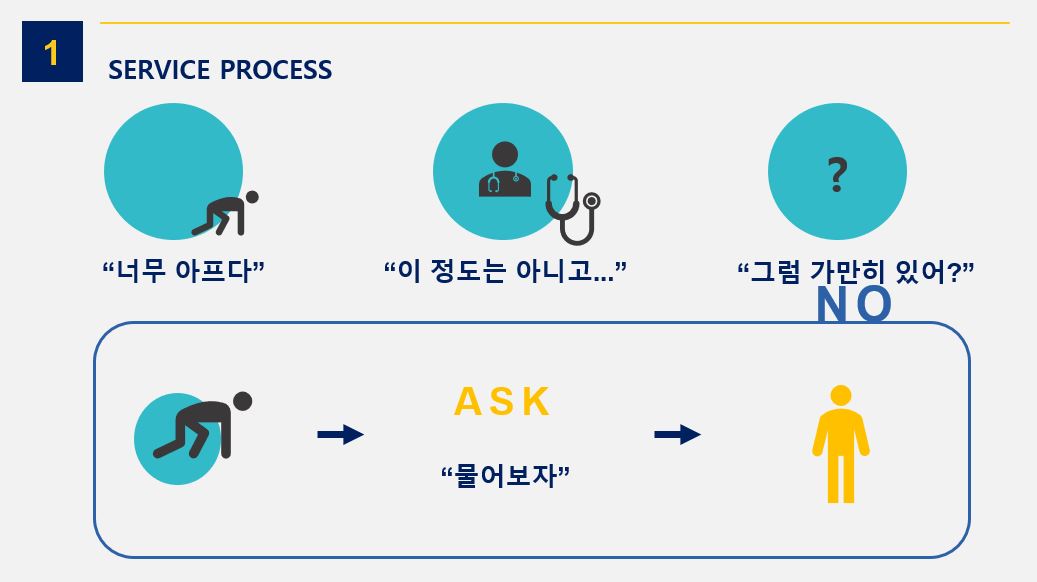 1
SERVICE PROCESS
?
“너무 아프다”
“이 정도는 아니고...”
“그럼 가만히 있어?”
NO
ASK
“물어보자”